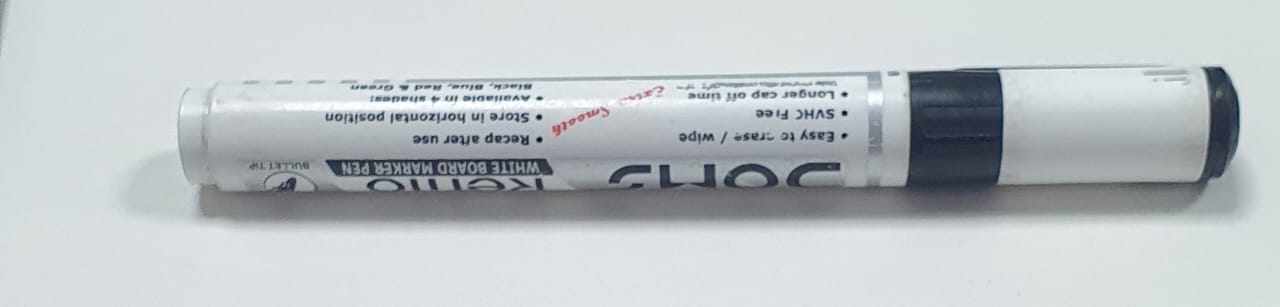 DOMS
WHITE BOARD MARKER PEN
BULLET TIP
• Easy to erase / wipe
• SVHC Free
• Longer cap off time
Extra Smooth
• Recap after use
• Store in horizontal position
• Available in 4 shades:
Black, Blue, Red & Green